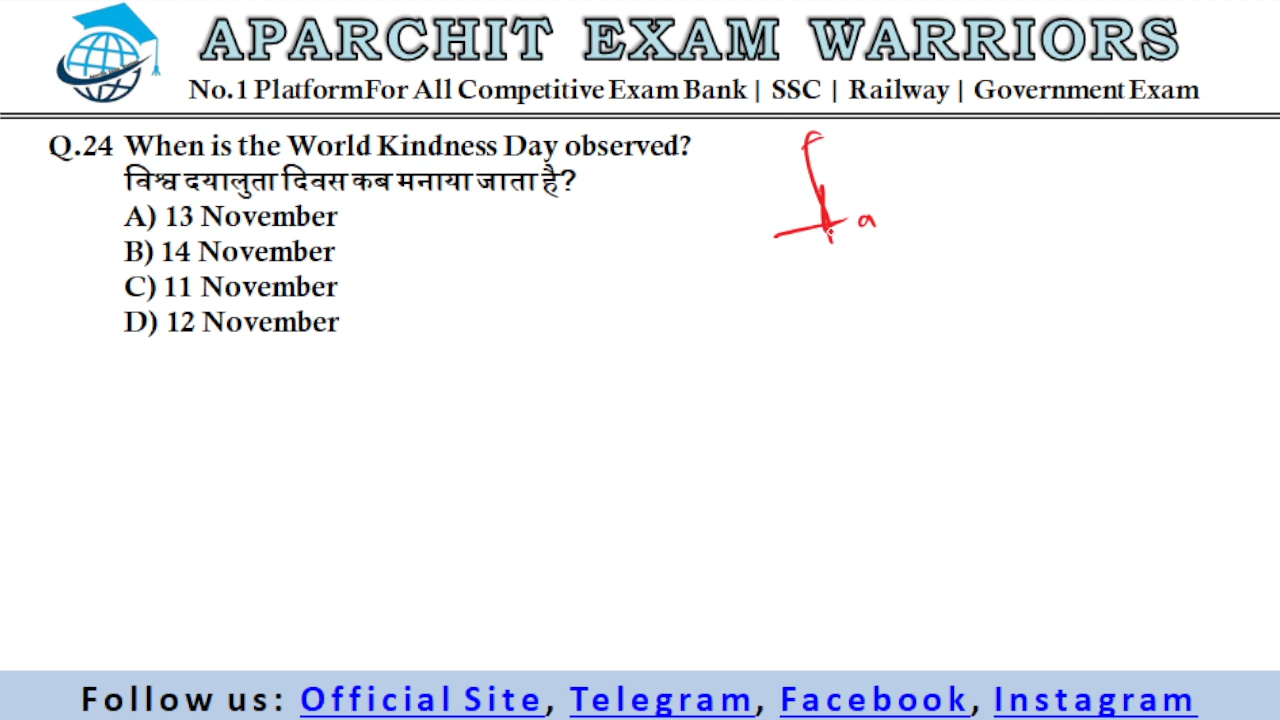 APARCHIT EXAM WARRIORS
No.1 PlatformFor All Competitive Exam Bank | SSC | Railway | Government Exam
Q.24 When is the World Kindness Day observed?
विश्व दयालुता दिवस कब मनाया जाता है?
A) 13 November
B) 14 November
C) 11 November
D) 12 November
Follow us: Official Site, Telegram, Facebook, Instagram